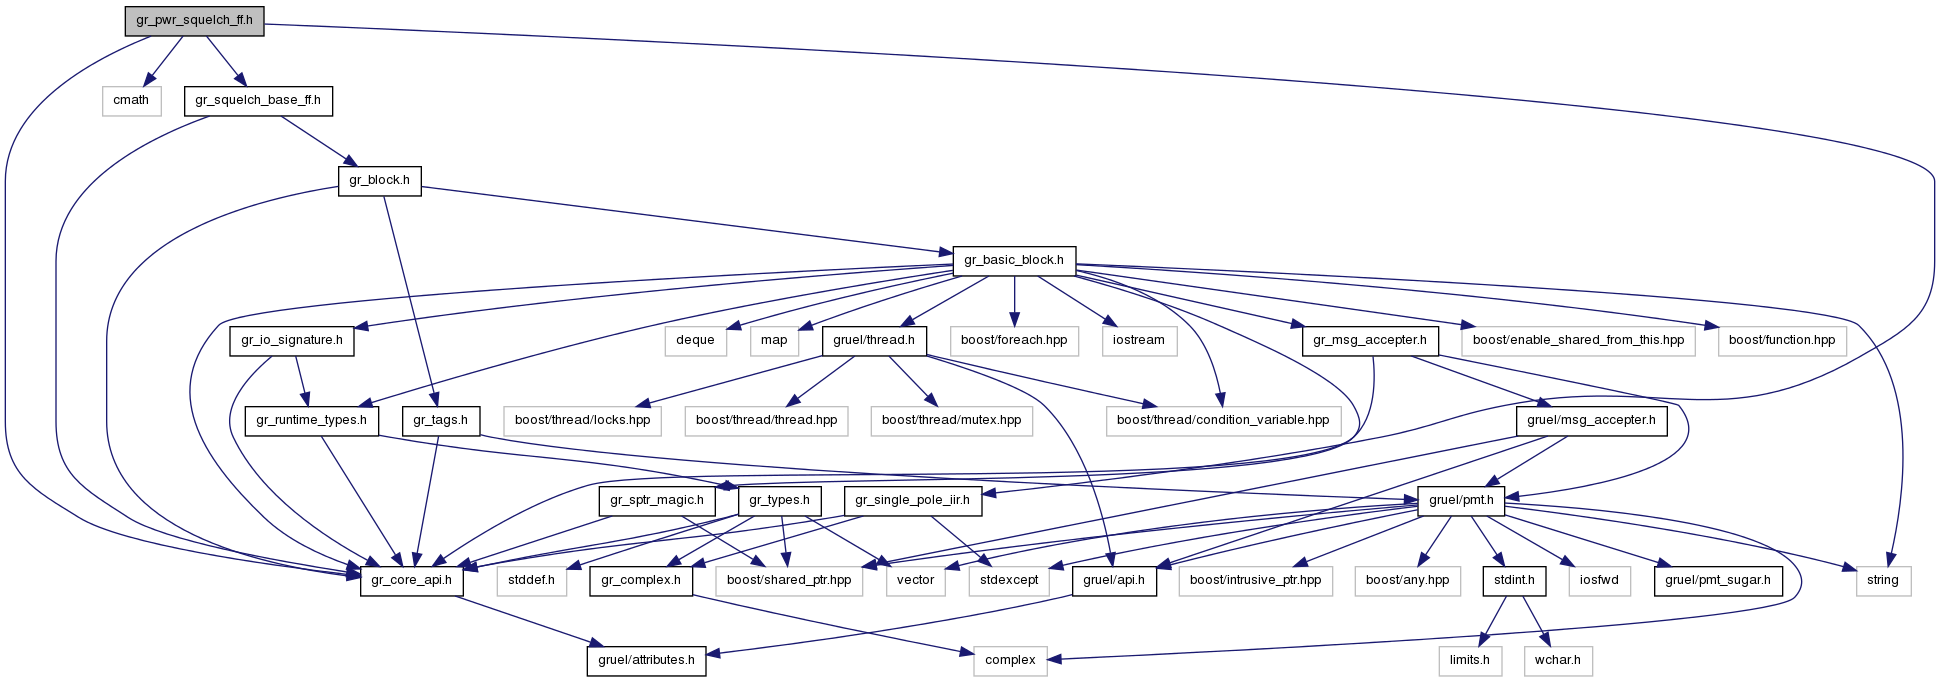 gr_pwr_squelch_ff.h
cmath
gr_squelch_base_ff.h
gr_block.h
gr_basic_block.h
gr_io_signature.h
deque
map
gruel/thread.h
boost/foreach.hpp
iostream
gr_msg_accepter.h
boost/enable_shared_from_this.hpp
boost/function.hpp
gr_runtime_types.h
gr_tags.h
boost/thread/locks.hpp
boost/thread/thread.hpp
boost/thread/mutex.hpp
boost/thread/condition_variable.hpp
gruel/msg_accepter.h
gr_sptr_magic.h
gr_types.h
gr_single_pole_iir.h
gruel/pmt.h
gr_core_api.h
stddef.h
gr_complex.h
boost/shared_ptr.hpp
vector
stdexcept
gruel/api.h
boost/intrusive_ptr.hpp
boost/any.hpp
stdint.h
iosfwd
gruel/pmt_sugar.h
string
gruel/attributes.h
complex
limits.h
wchar.h